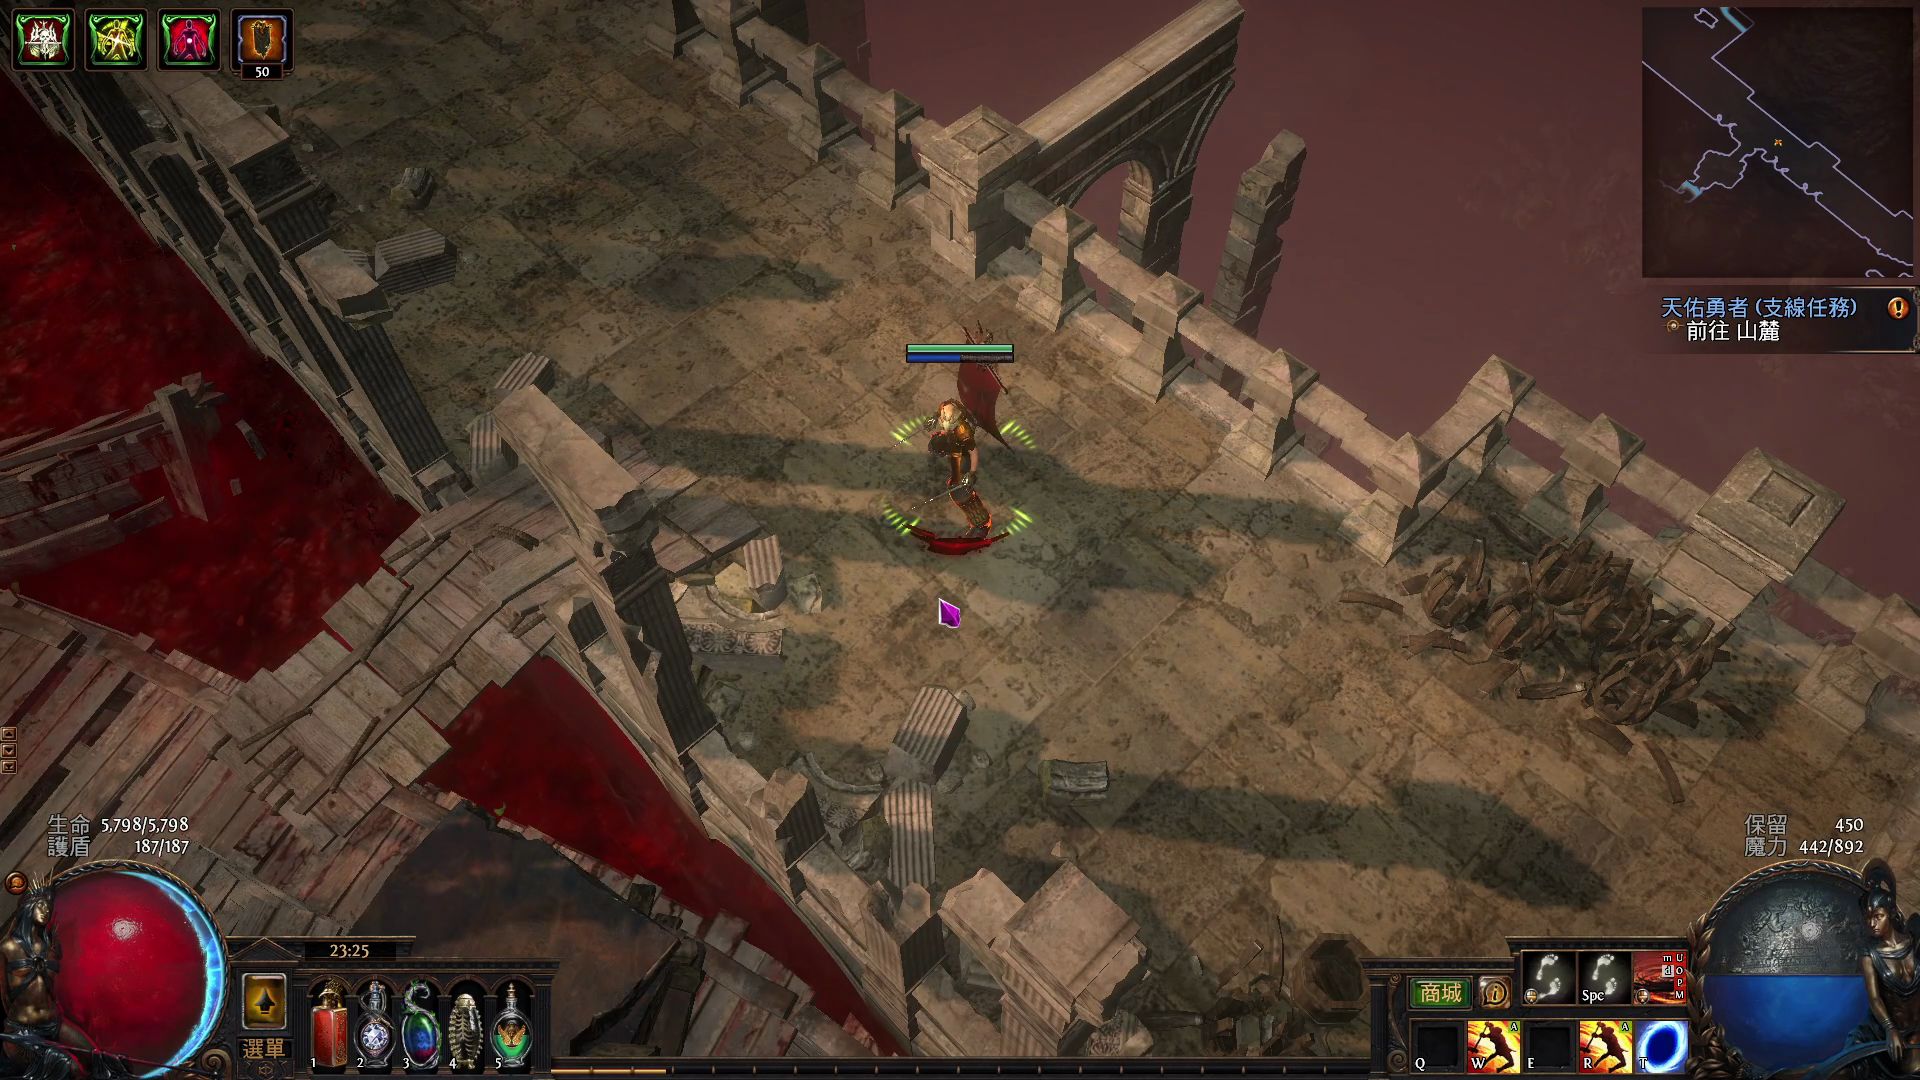 50
天佑勇者 (支線任務)
前往 山麓
生命 5,798/5,798
護盾 187/187
保留 450
魔力 442/892
23:25
選單
1 2 3 4 5
商城
Spc
m U
d O
P
M
Q W A E R A T